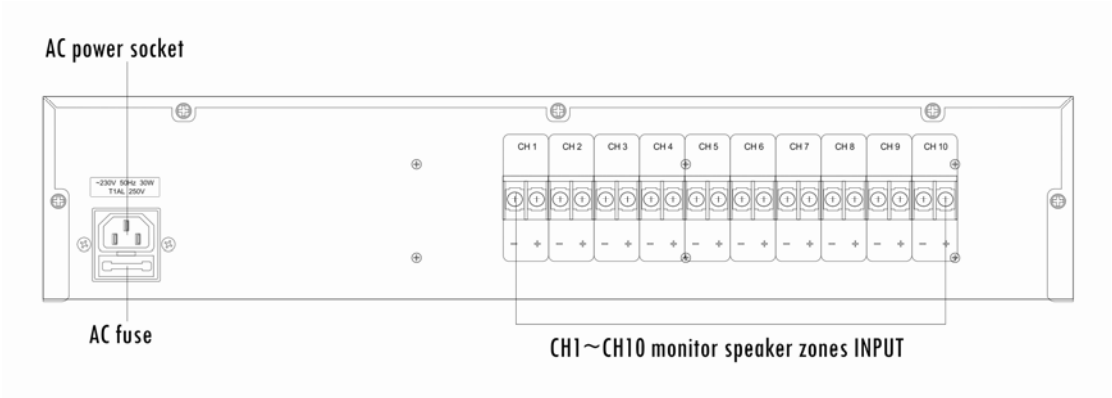 AC power socket
CH 1 CH 2 CH 3 CH 4 CH 5 CH 6 CH 7 CH 8 CH 9 CH 10
~230V 50Hz 30W
T1AL 250V
− + − + − + − + − + − + − + − + − + − +
AC fuse
CH1~CH10 monitor speaker zones INPUT